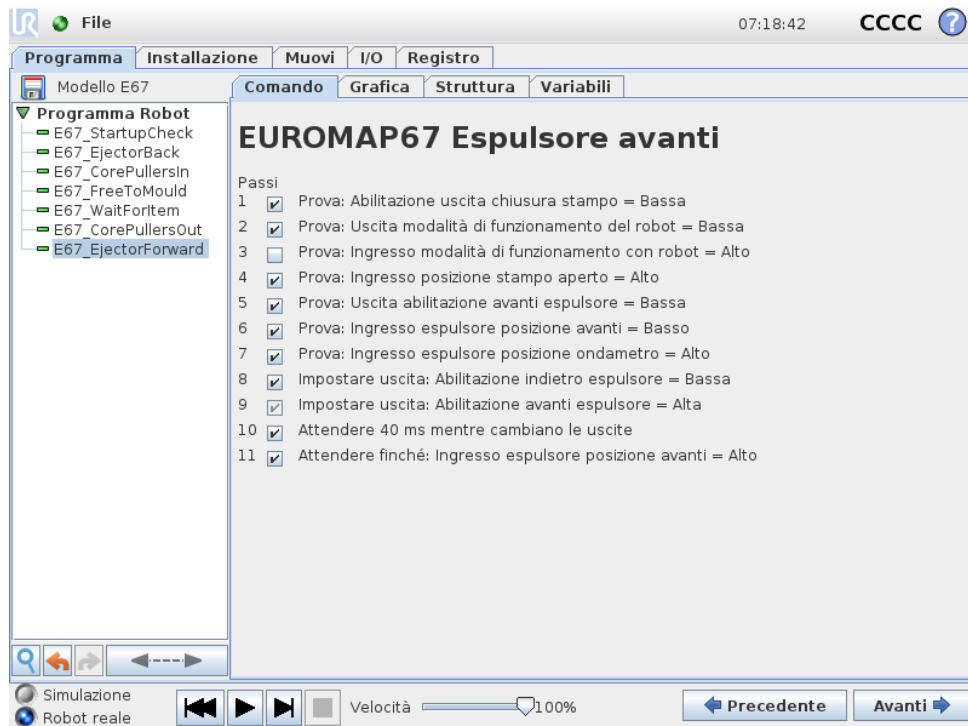 UR File 07:18:42 CCCC ?
Programma Installazione Muovi I/O Registro
Modello E67
Comando Grafica Struttura Variabili
Programma Robot
E67_StartupCheck
E67_EjectorBack
E67_CorePullersIn
E67_FreeToMould
E67_WaitForItem
E67_CorePullersOut
E67_EjectorForward
EUROMAP67 Espulsore avanti
Passi
1 Prova: Abilitazione uscita chiusura stampo = Bassa
2 Prova: Uscita modalità di funzionamento del robot = Bassa
3 Prova: Ingresso modalità di funzionamento con robot = Alto
4 Prova: Ingresso posizione stampo aperto = Alto
5 Prova: Uscita abilitazione avanti espulsore = Bassa
6 Prova: Ingresso espulsore posizione avanti = Basso
7 Prova: Ingresso espulsore posizione ondametro = Alto
8 Impostare uscita: Abilitazione indietro espulsore = Bassa
9 Impostare uscita: Abilitazione avanti espulsore = Alta
10 Attendere 40 ms mentre cambiano le uscite
11 Attendere finché: Ingresso espulsore posizione avanti = Alto
Simulazione
Robot reale
Velocità 100%
Precedente Avanti